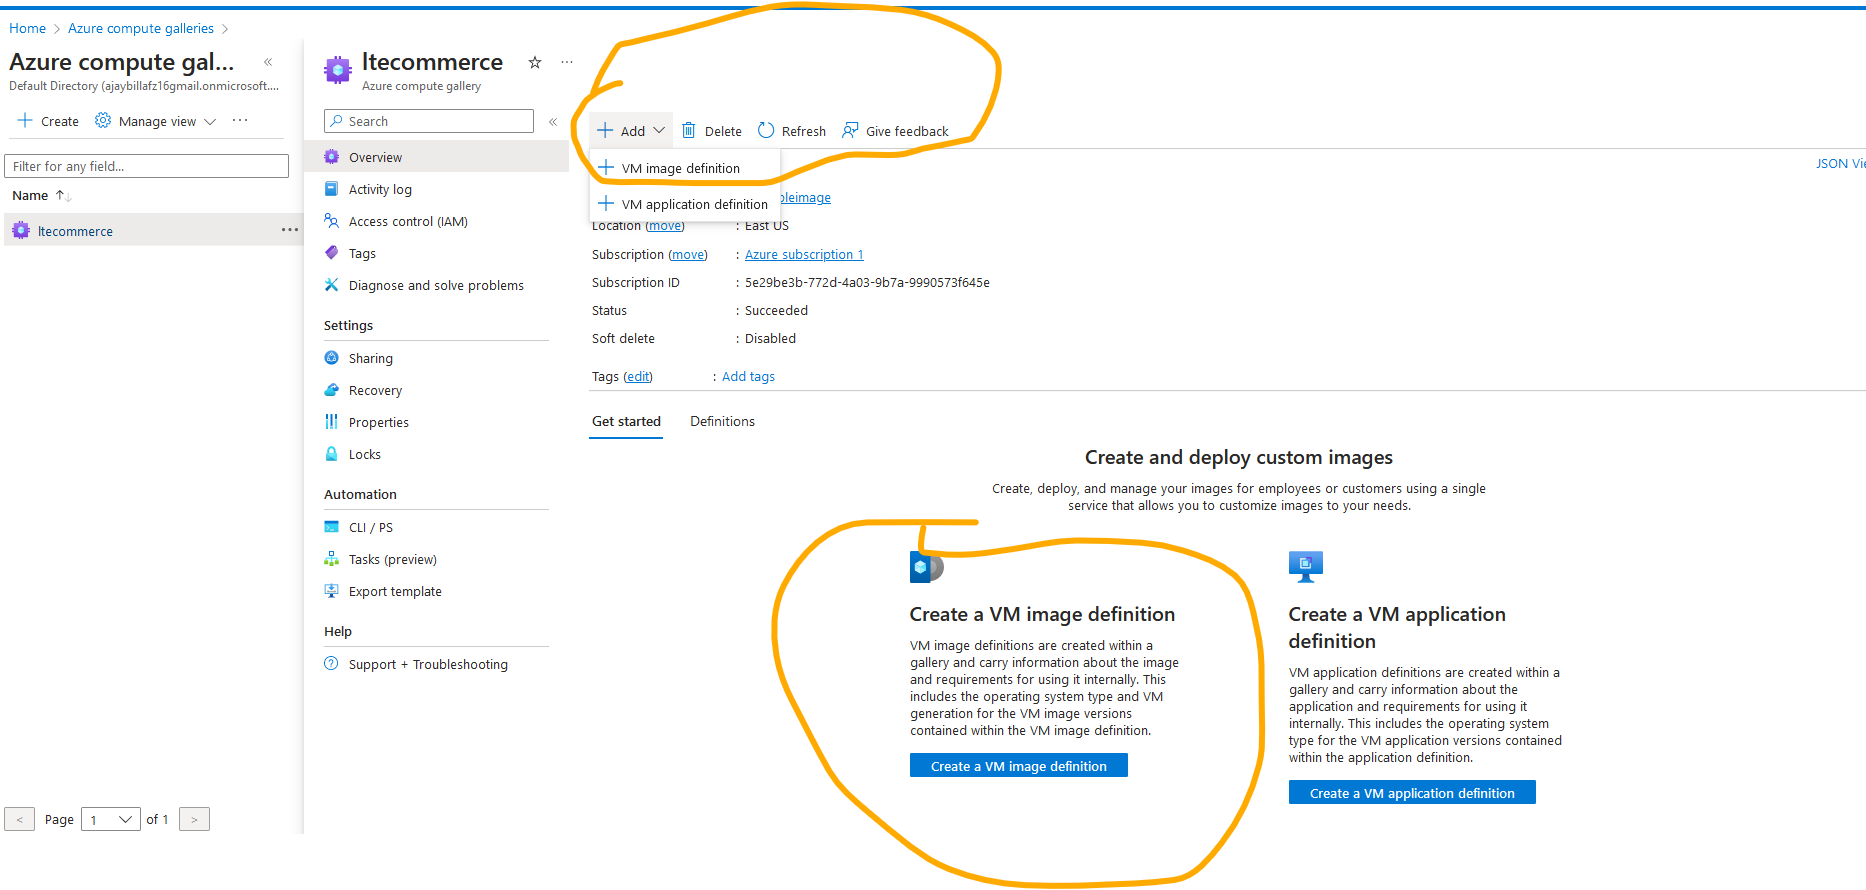 Home > Azure compute galleries >
Azure compute gal... «
Default Directory (ajaybillafz16gmail.onmicrosoft....
Create Manage view ...
Filter for any field...
Name ↑↓
ltecommerce ...
< Page 1 of 1 >
ltecommerce ...
Azure compute gallery
Search «
Overview
Activity log
Access control (IAM)
Tags
Diagnose and solve problems
Settings
Sharing
Recovery
Properties
Locks
Automation
CLI / PS
Tasks (preview)
Export template
Help
Support + Troubleshooting
Add Delete Refresh Give feedback
VM image definition
VM application definition
JSON Vie
leimage
Location (move) : East US
Subscription (move) : Azure subscription 1
Subscription ID : 5e29be3b-772d-4a03-9b7a-9990573f645e
Status : Succeeded
Soft delete : Disabled
Tags (edit) : Add tags
Get started Definitions
Create and deploy custom images
Create, deploy, and manage your images for employees or customers using a single
service that allows you to customize images to your needs.
Create a VM image definition
VM image definitions are created within a
gallery and carry information about the image
and requirements for using it internally. This
includes the operating system type and VM
generation for the VM image versions
contained within the VM image definition.
Create a VM image definition
Create a VM application
definition
VM application definitions are created within a
gallery and carry information about the
application and requirements for using it
internally. This includes the operating system
type for the VM application versions contained
within the application definition.
Create a VM application definition